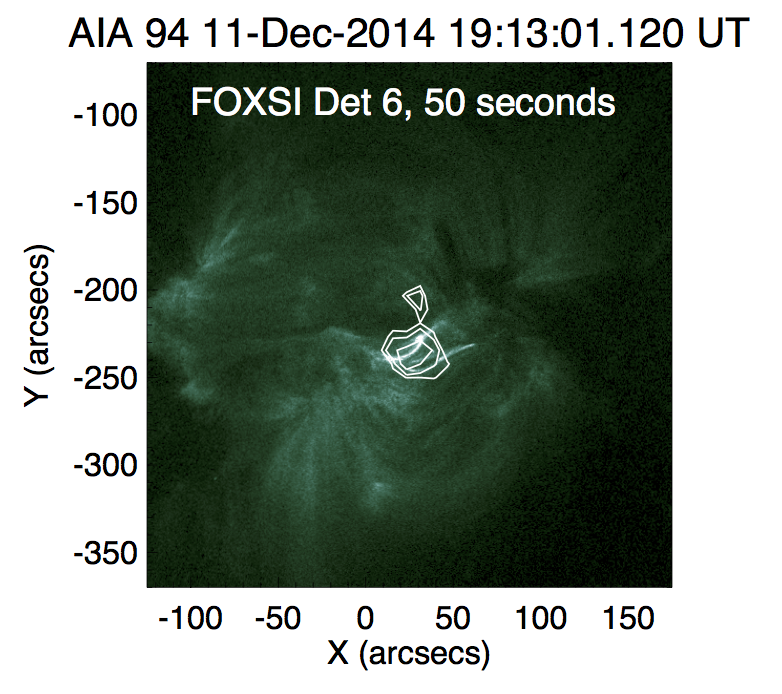 AIA 94 11-Dec-2014 19:13:01.120 UT
FOXSI Det 6, 50 seconds
-100
-150
-200
-250
-300
-350
Y (arcsecs)
-100 -50 0 50 100 150
X (arcsecs)